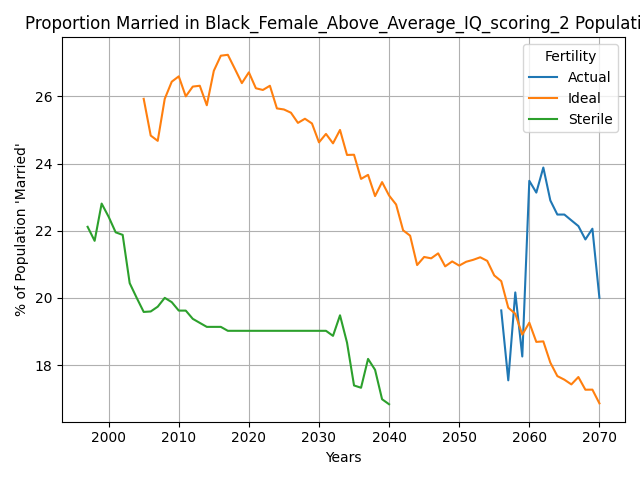 Proportion Married in Black_Female_Above_Average_IQ_scoring_2 Populati
Fertility
Actual
Ideal
Sterile
% of Population 'Married'
26
24
22
20
18
2000 2010 2020 2030 2040 2050 2060 2070
Years